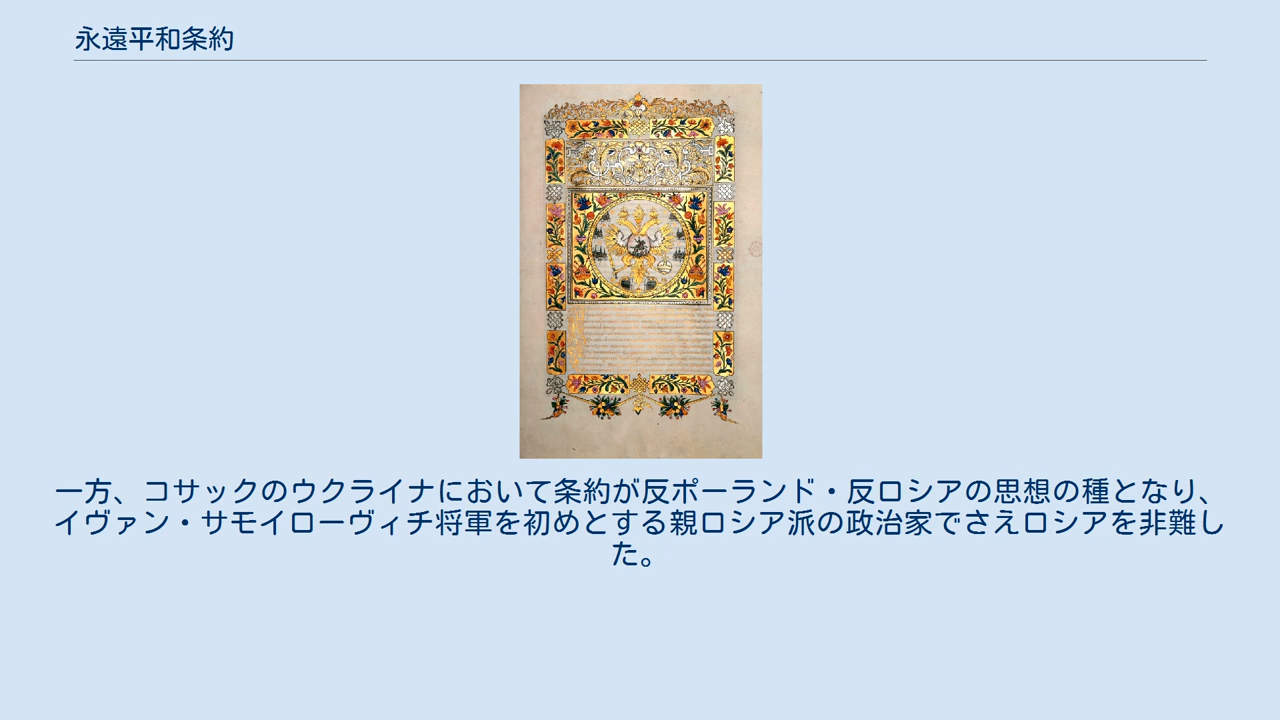 永遠平和条約
一方、コサックのウクライナにおいて条約が反ポーランド・反ロシアの思想の種となり、
イヴァン・サモイローヴィチ将軍を初めとする親ロシア派の政治家でさえロシアを非難し
た。